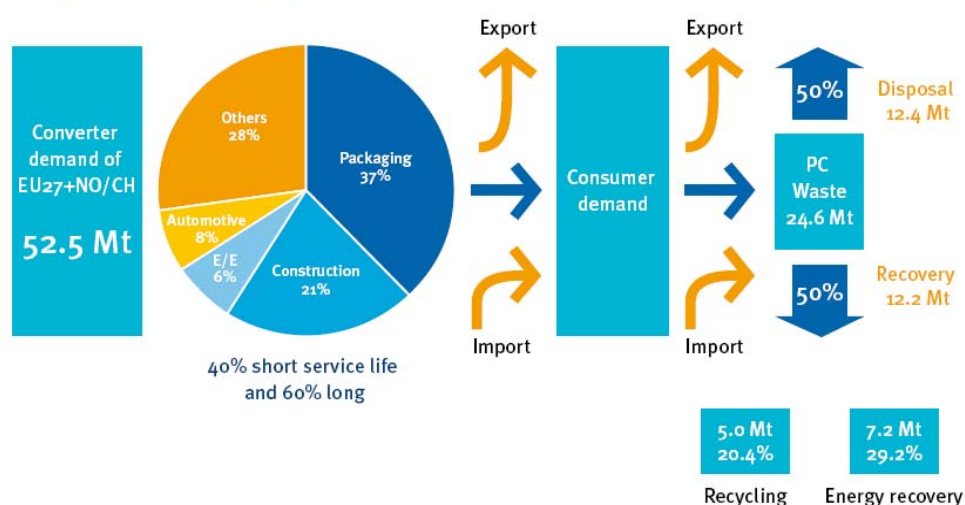 Converter
demand of
EU27+NO/CH
52.5 Mt
Others
28%
Packaging
37%
Automotive
8%
E/E
6%
Construction
21%
40% short service life
and 60% long
Export
Import
Consumer
demand
Export
Import
50%
Disposal
12.4 Mt
PC
Waste
24.6 Mt
50%
Recovery
12.2 Mt
5.0 Mt
20.4%
Recycling
7.2 Mt
29.2%
Energy recovery